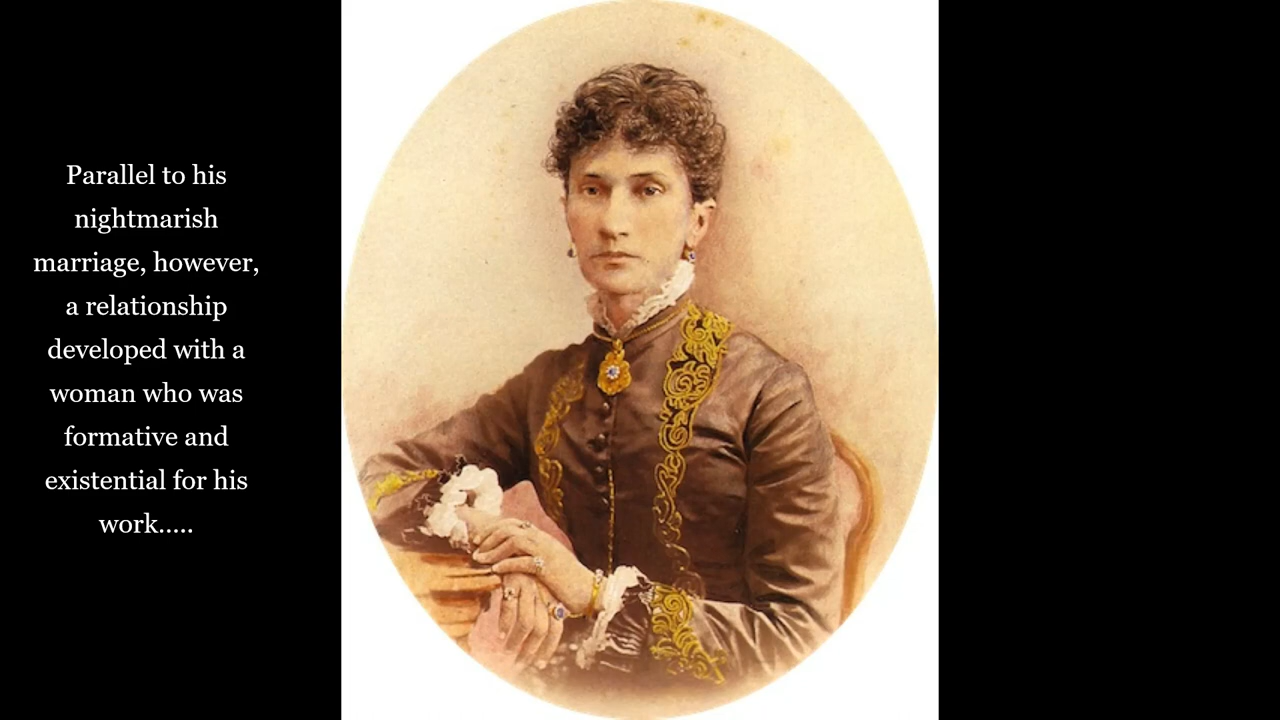 Parallel to his
nightmarish
marriage, however,
a relationship
developed with a
woman who was
formative and
existential for his
work.....